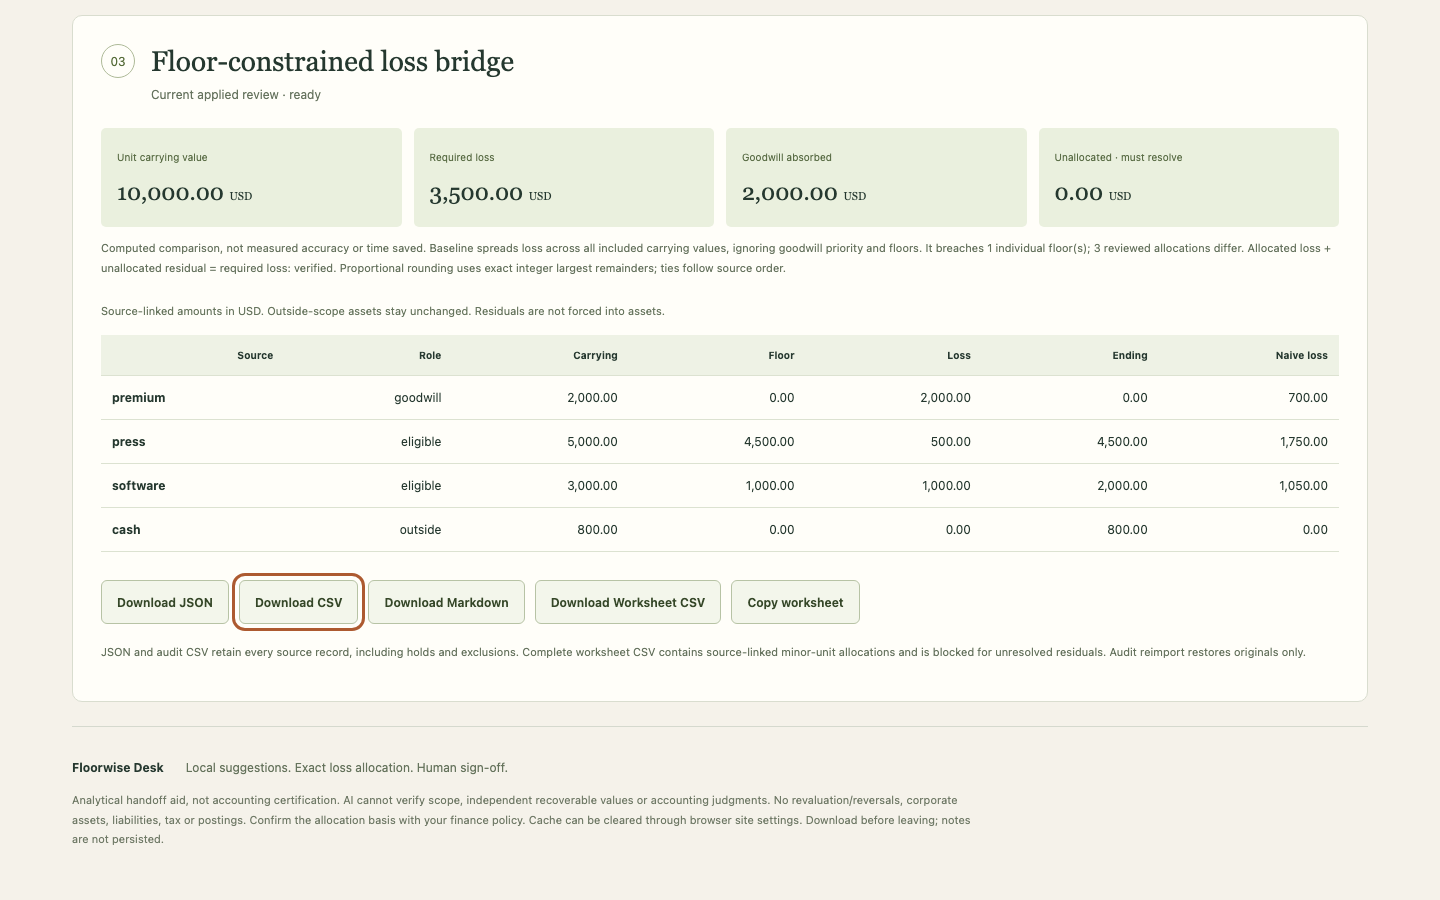 03
Floor-constrained loss bridge
Current applied review · ready
Unit carrying value
10,000.00 USD
Required loss
3,500.00 USD
Goodwill absorbed
2,000.00 USD
Unallocated · must resolve
0.00 USD
Computed comparison, not measured accuracy or time saved. Baseline spreads loss across all included carrying values, ignoring goodwill priority and floors. It breaches 1 individual floor(s); 3 reviewed allocations differ. Allocated loss +
unallocated residual = required loss: verified. Proportional rounding uses exact integer largest remainders; ties follow source order.
Source-linked amounts in USD. Outside-scope assets stay unchanged. Residuals are not forced into assets.
Source Role Carrying Floor Loss Ending Naive loss
premium goodwill 2,000.00 0.00 2,000.00 0.00 700.00
press eligible 5,000.00 4,500.00 500.00 4,500.00 1,750.00
software eligible 3,000.00 1,000.00 1,000.00 2,000.00 1,050.00
cash outside 800.00 0.00 0.00 800.00 0.00
Download JSON Download CSV Download Markdown Download Worksheet CSV Copy worksheet
JSON and audit CSV retain every source record, including holds and exclusions. Complete worksheet CSV contains source-linked minor-unit allocations and is blocked for unresolved residuals. Audit reimport restores originals only.
Floorwise Desk Local suggestions. Exact loss allocation. Human sign-off.
Analytical handoff aid, not accounting certification. AI cannot verify scope, independent recoverable values or accounting judgments. No revaluation/reversals, corporate
assets, liabilities, tax or postings. Confirm the allocation basis with your finance policy. Cache can be cleared through browser site settings. Download before leaving; notes
are not persisted.